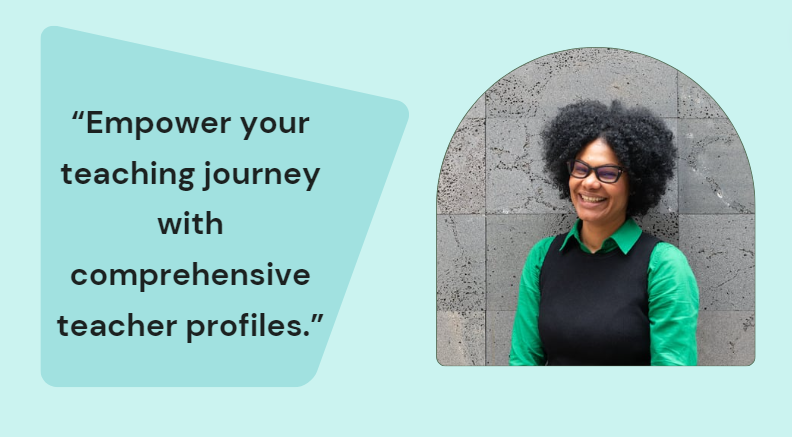 “Empower your
teaching journey
with
comprehensive
teacher profiles.”